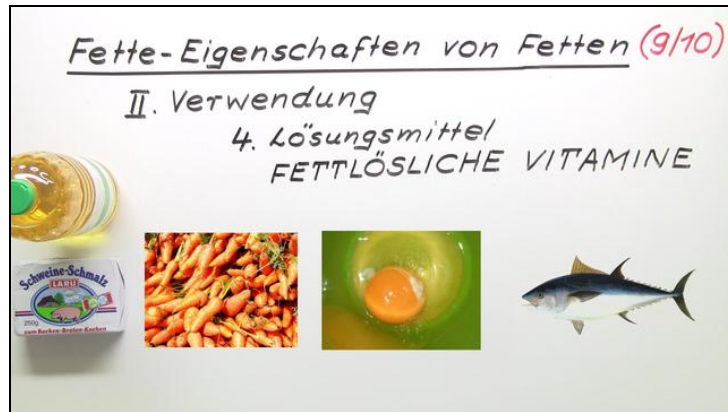 Fette-Eigenschaften von Fetten (9/10)
II. Verwendung
4. Lösungsmittel
FETTLÖSLICHE VITAMINE
Schweine-Schmalz
LARU
250g
zum Backen-Braten-Kochen